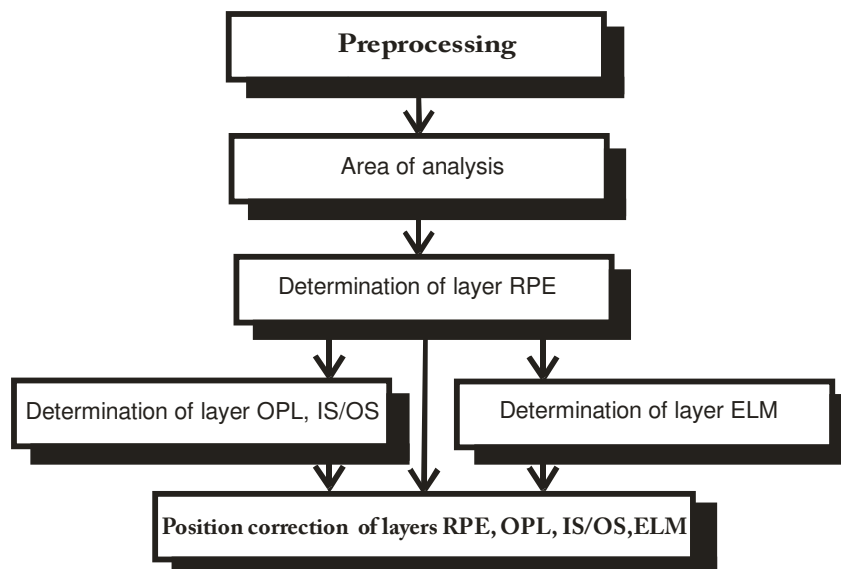 Preprocessing
Area of analysis
Determination of layer RPE
Determination of layer OPL, IS/OS
Determination of layer ELM
Position correction of layers RPE, OPL, IS/OS,ELM